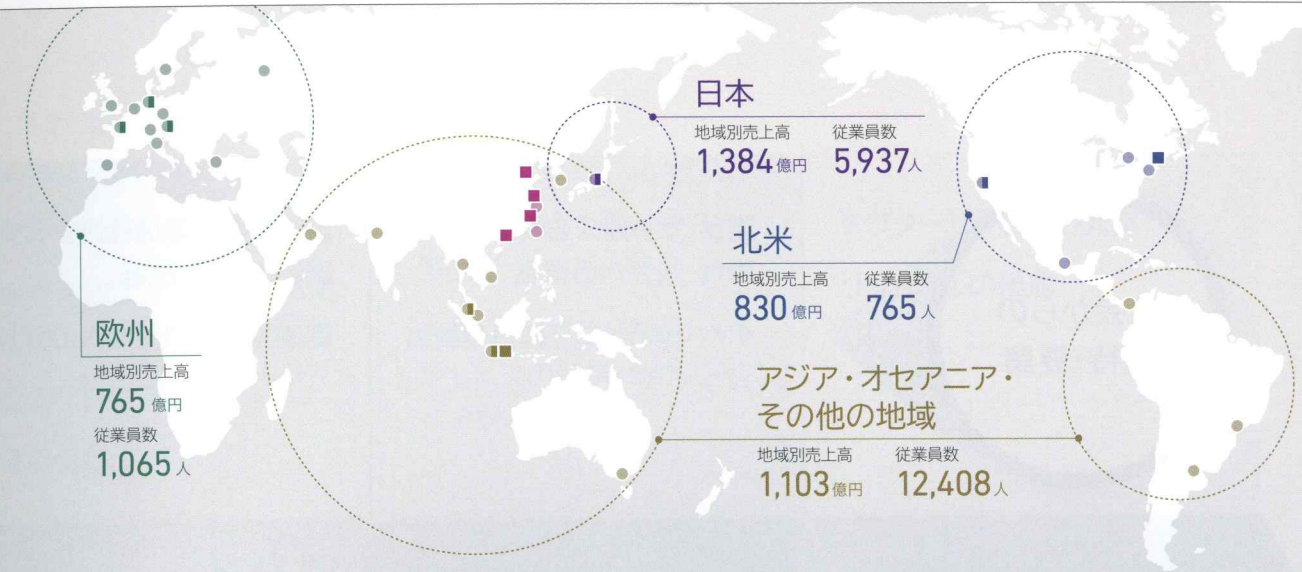 日本
地域別売上高 従業員数
1,384億円 5,937人
北米
地域別売上高 従業員数
830億円 765人
欧州
地域別売上高
765億円
従業員数
1,065人
アジア・オセアニア・
その他の地域
地域別売上高 従業員数
1,103億円 12,408人